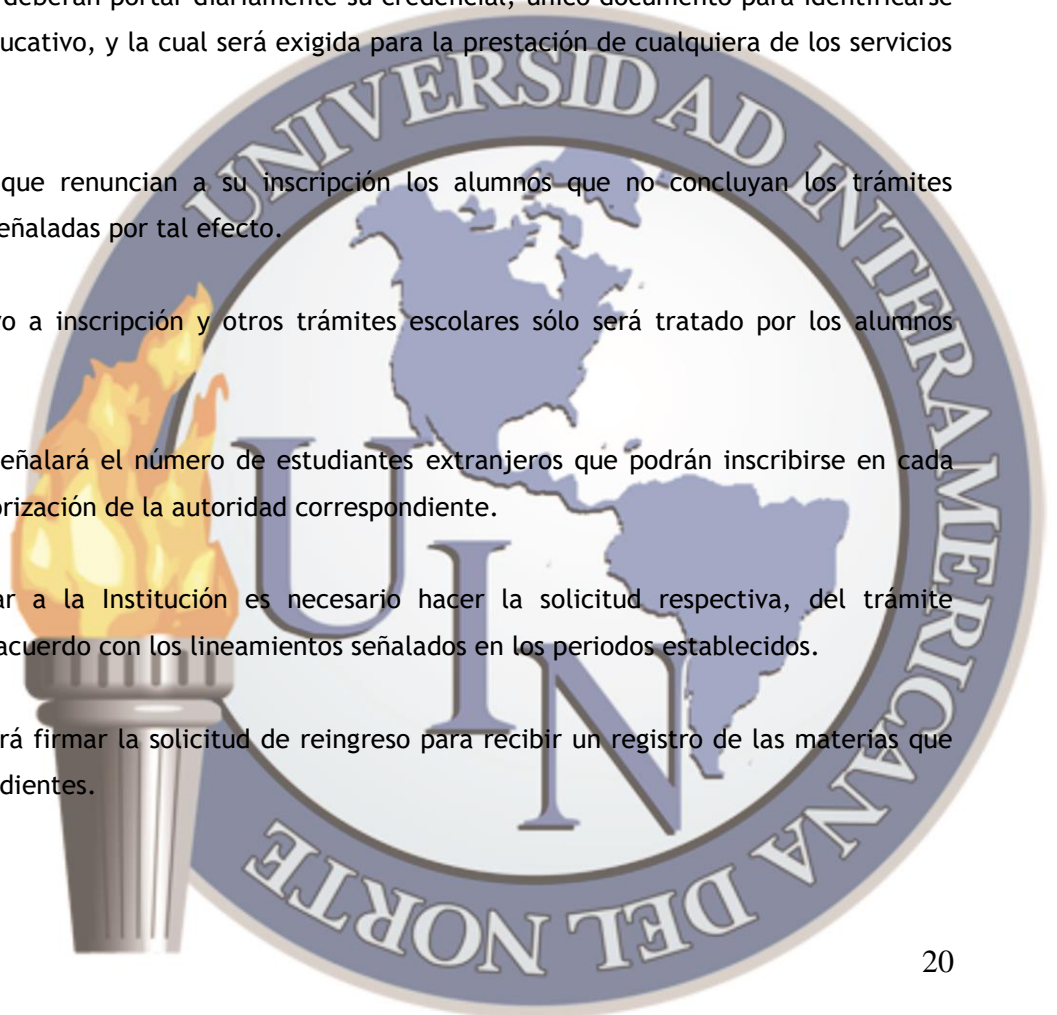 deberán portar diariamente su credencial, único documento para identificarse
ucativo, y la cual será exigida para la prestación de cualquiera de los servicios
que renuncian a su inscripción los alumnos que no concluyan los trámites
eñaladas por tal efecto.
o a inscripción y otros trámites escolares sólo será tratado por los alumnos
eñalará el número de estudiantes extranjeros que podrán inscribirse en cada
orización de la autoridad correspondiente.
ar a la Institución es necesario hacer la solicitud respectiva, del trámite
acuerdo con los lineamientos señalados en los periodos establecidos.
rá firmar la solicitud de reingreso para recibir un registro de las materias que
dientes.
UNIVERSIDAD INTERAMERICANA DEL NORTE
UIN
20